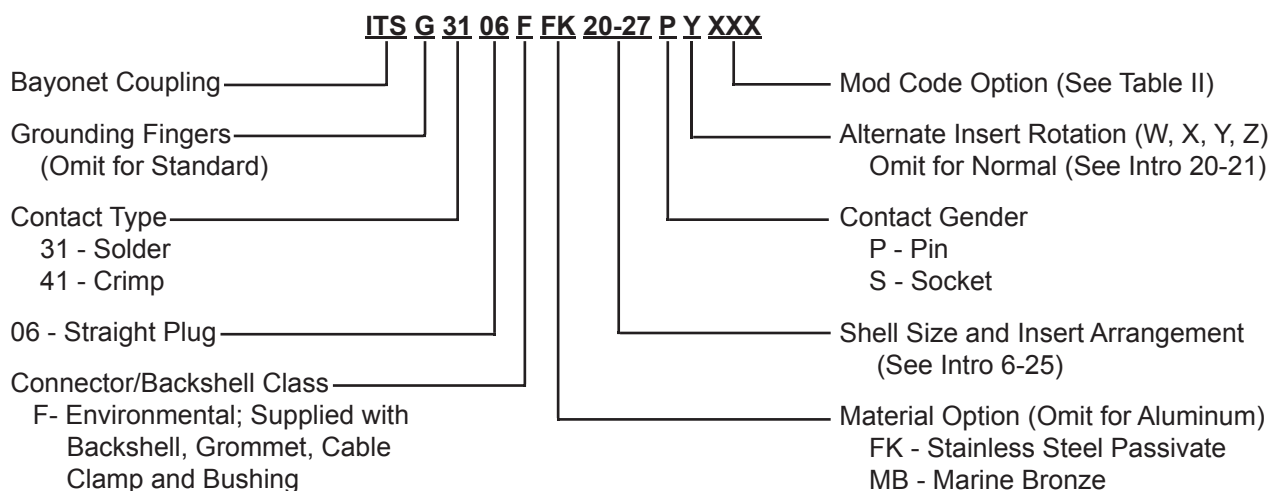 ITS G 31 06 F FK 20-27 P Y XXX
Bayonet Coupling
Grounding Fingers
(Omit for Standard)
Contact Type
31 - Solder
41 - Crimp
06 - Straight Plug
Connector/Backshell Class
F- Environmental; Supplied with
Backshell, Grommet, Cable
Clamp and Bushing
Mod Code Option (See Table II)
Alternate Insert Rotation (W, X, Y, Z)
Omit for Normal (See Intro 20-21)
Contact Gender
P - Pin
S - Socket
Shell Size and Insert Arrangement
(See Intro 6-25)
Material Option (Omit for Aluminum)
FK - Stainless Steel Passivate
MB - Marine Bronze